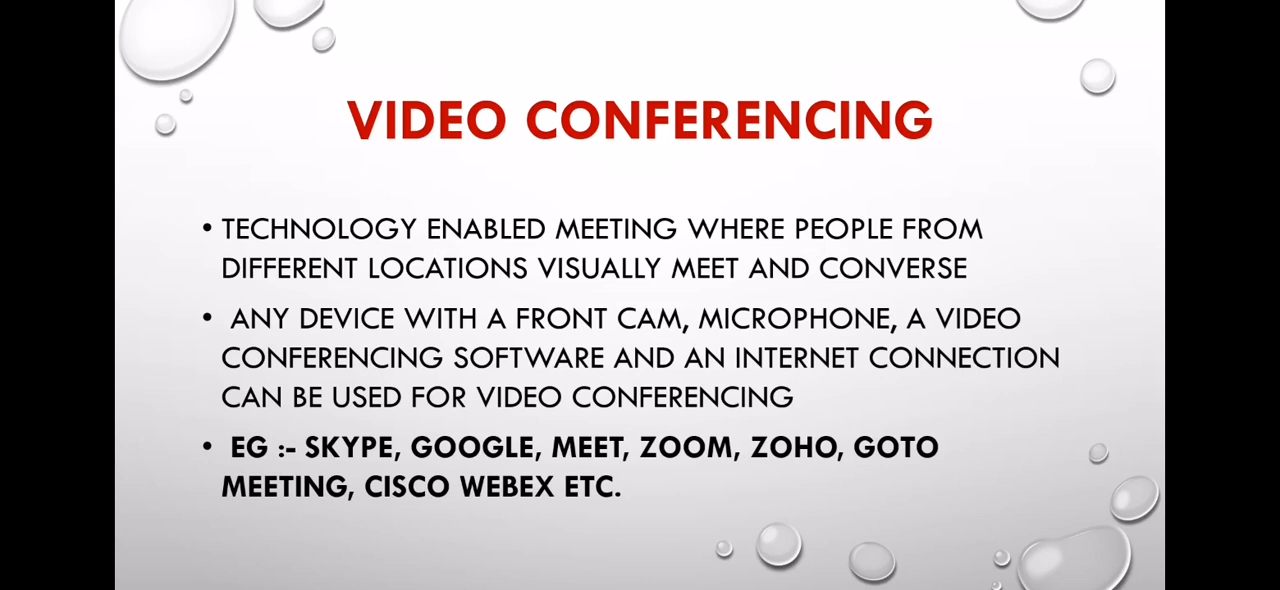 VIDEO CONFERENCING
• TECHNOLOGY ENABLED MEETING WHERE PEOPLE FROM
DIFFERENT LOCATIONS VISUALLY MEET AND CONVERSE
• ANY DEVICE WITH A FRONT CAM, MICROPHONE, A VIDEO
CONFERENCING SOFTWARE AND AN INTERNET CONNECTION
CAN BE USED FOR VIDEO CONFERENCING
• EG :- SKYPE, GOOGLE, MEET, ZOOM, ZOHO, GOTO
MEETING, CISCO WEBEX ETC.